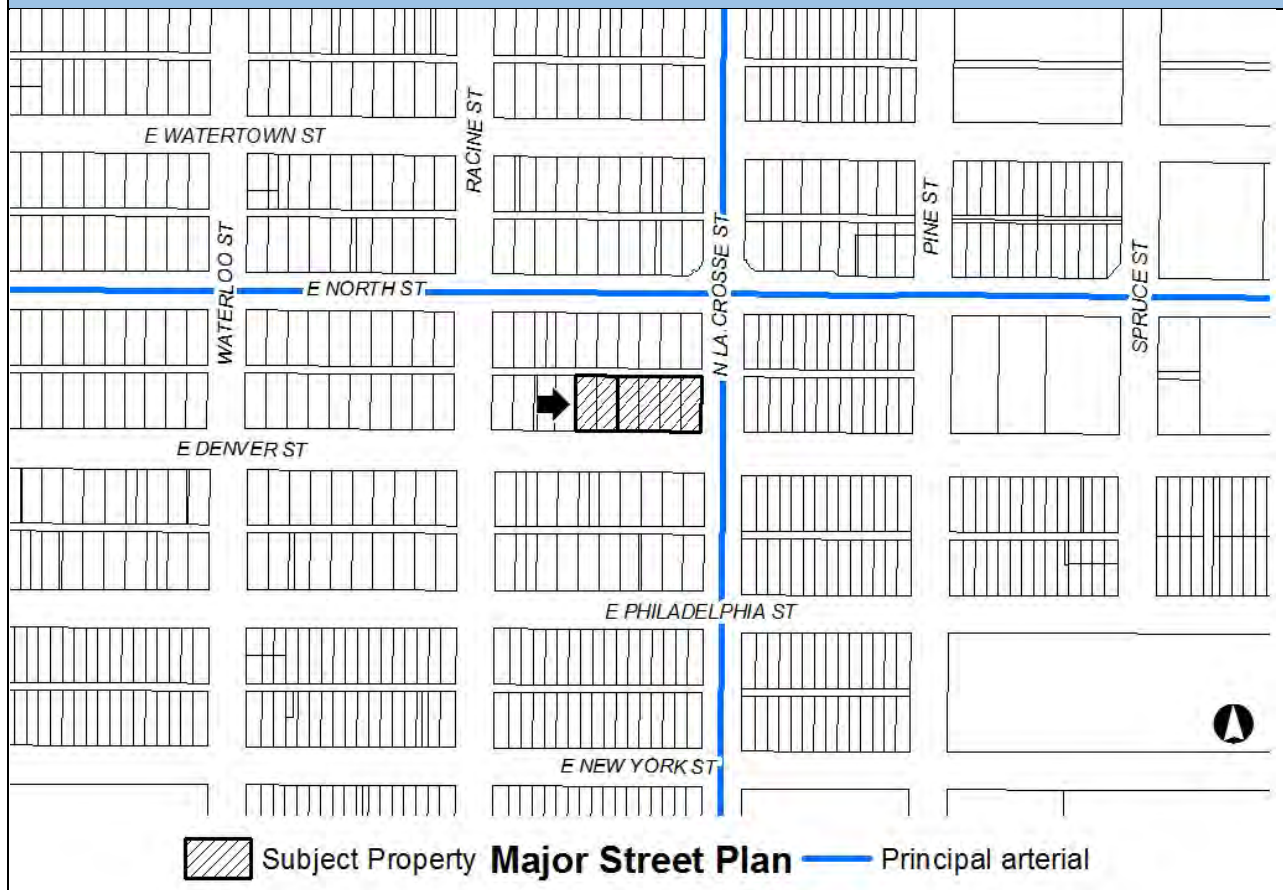 E WATERTOWN ST
RACINE ST
PINE ST
WATERLOO ST
E NORTH ST
N LA CROSSE ST
SPRUCE ST
E DENVER ST
E PHILADELPHIA ST
E NEW YORK ST
Subject Property Major Street Plan Principal arterial